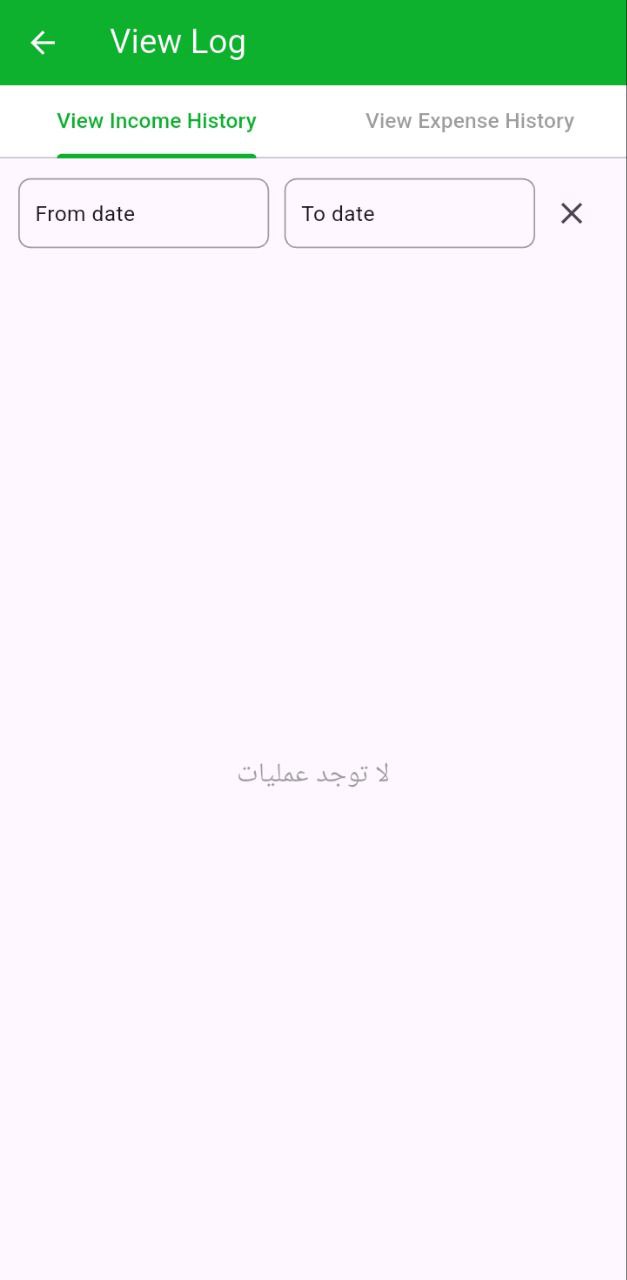 View Log
View Income History
View Expense History
From date
To date
لا توجد عمليات